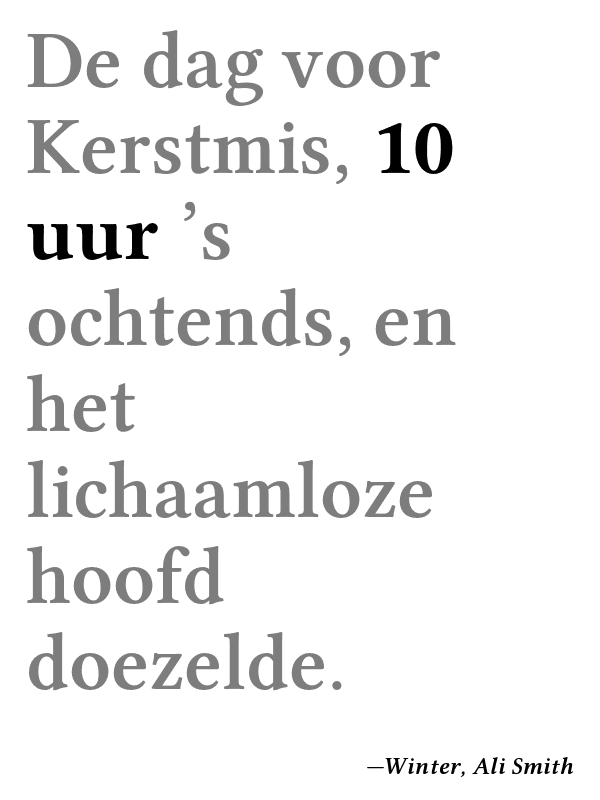 De dag voor
Kerstmis, 10
uur ’s
ochtends, en
het
lichaamloze
hoofd
doezelde.
—Winter, Ali Smith